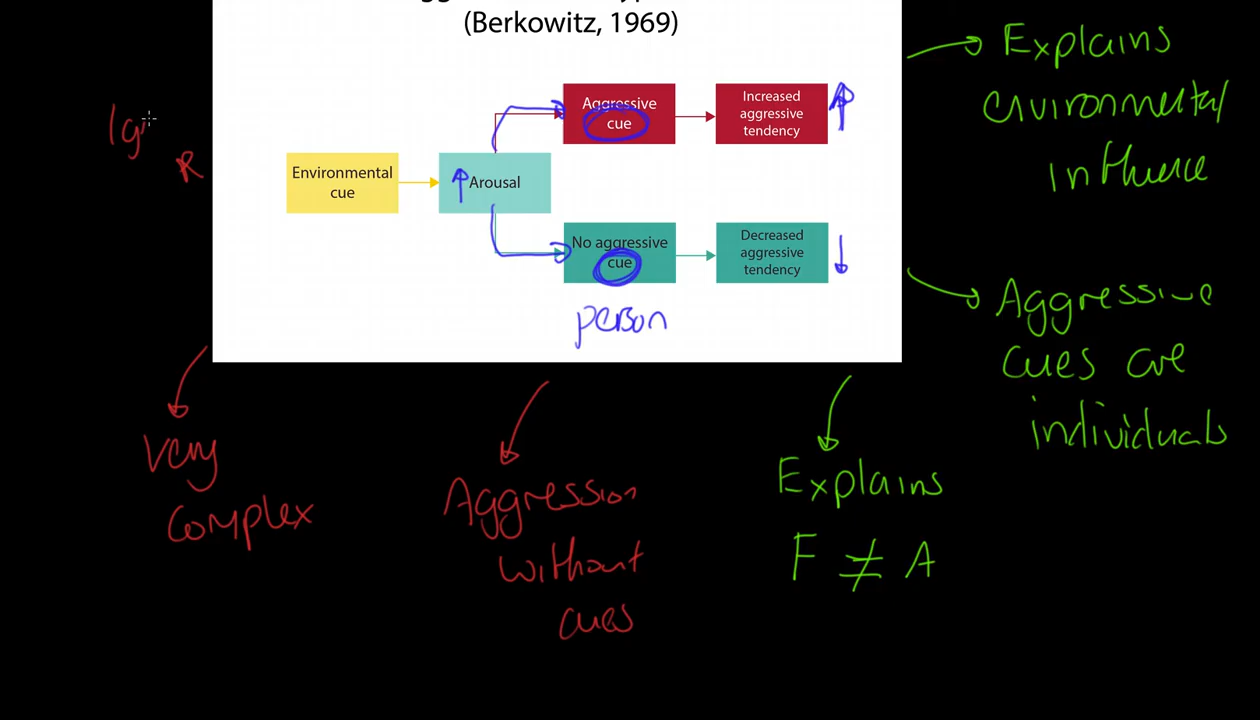 (Berkowitz, 1969)
Environmental
cue
Arousal
Aggressive
cue
Increased
aggressive
tendency
No aggressive
cue
Decreased
aggressive
tendency
person
R
Very
Complex
Aggression
without
cues
Explains
F ≠ A
Explains
environmental
Influence
Aggressive
cues are
individuals